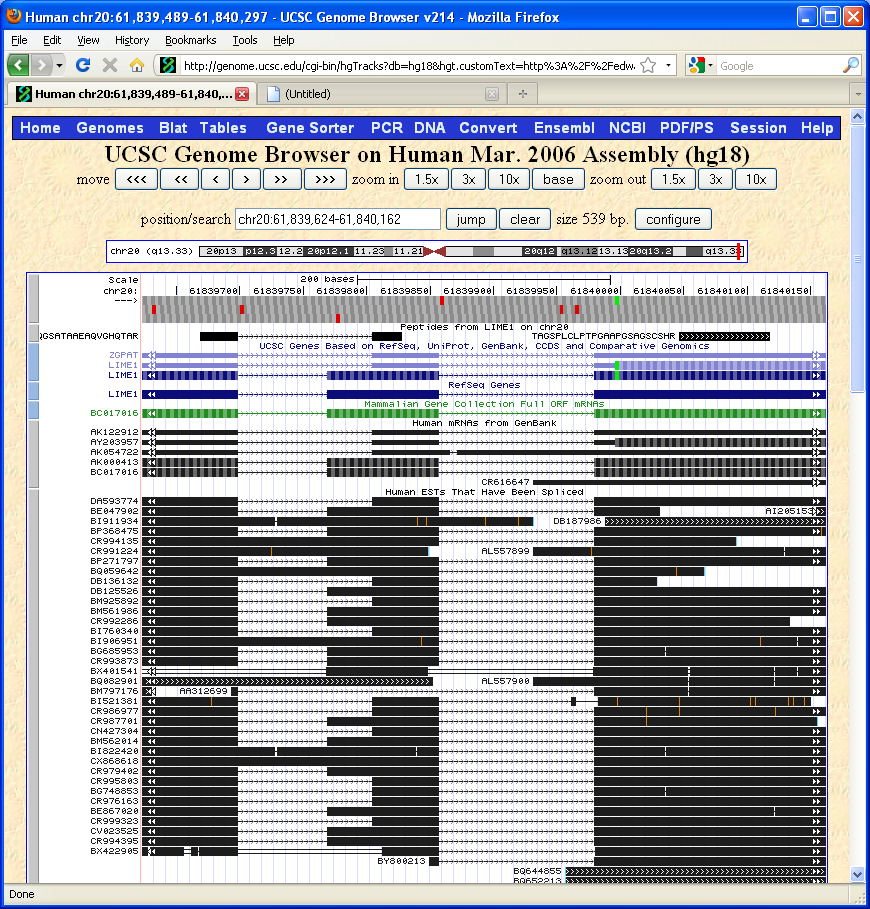 Human chr20:61,839,489-61,840,297 - UCSC Genome Browser v214 - Mozilla Firefox
File Edit View History Bookmarks Tools Help
http://genome.ucsc.edu/cgi-bin/hgTracks?db=hg18&hgt.customText=http%3A%2F%2Fedw Google
Human chr20:61,839,489-61,840,... (Untitled)
Home Genomes Blat Tables Gene Sorter PCR DNA Convert Ensembl NCBI PDF/PS Session Help
UCSC Genome Browser on Human Mar. 2006 Assembly (hg18)
move <<< << < > >> >>> zoom in 1.5x 3x 10x base zoom out 1.5x 3x 10x
position/search chr20:61,839,624-61,840,162 jump clear size 539 bp. configure
chr20 (q13.33) 20p13 p12.3 12.2 20p12.1 11.23 11.21 20q12 q13.12 13.13 20q13.2 q13.33
Scale 200 bases
chr20: 61839700 61839750 61839800 61839850 61839900 61839950 61840000 61840050 61840100 61840150
--->
Peptides from LIME1 on chr20
QGSATAAEAQVGHQTAR TAGSPLCLPTPGAAPGSAGSCSHR
UCSC Genes Based on RefSeq, UniProt, GenBank, CCDS and Comparative Genomics
ZGPAT
LIME1
LIME1
RefSeq Genes
LIME1
Mammalian Gene Collection Full ORF mRNAs
BC017016
Human mRNAs from GenBank
AK122912
AY203957
AK054722
AK000413
BC017016
CR616647
Human ESTs That Have Been Spliced
DA593774
BE047902 AI205153
BI911934 DB187986
BP368475
CR994135
CR991224 AL557899
BP271797
BQ059642
DB136132
DB125526
BM925892
BM561986
CR992286
BI760340
BI906951
BG685953
CR993873
BX401541
BQ082901 AL557900
BM797176 AA312699
BI521381
CR986977
CR987701
CN427304
BM562014
BI822420
CX868618
CR979402
CR995803
BG748853
CR976163
BE867020
CR999323
CV023525
CR994395
BX422905
BY800213
BQ644855
BQ652213
Done